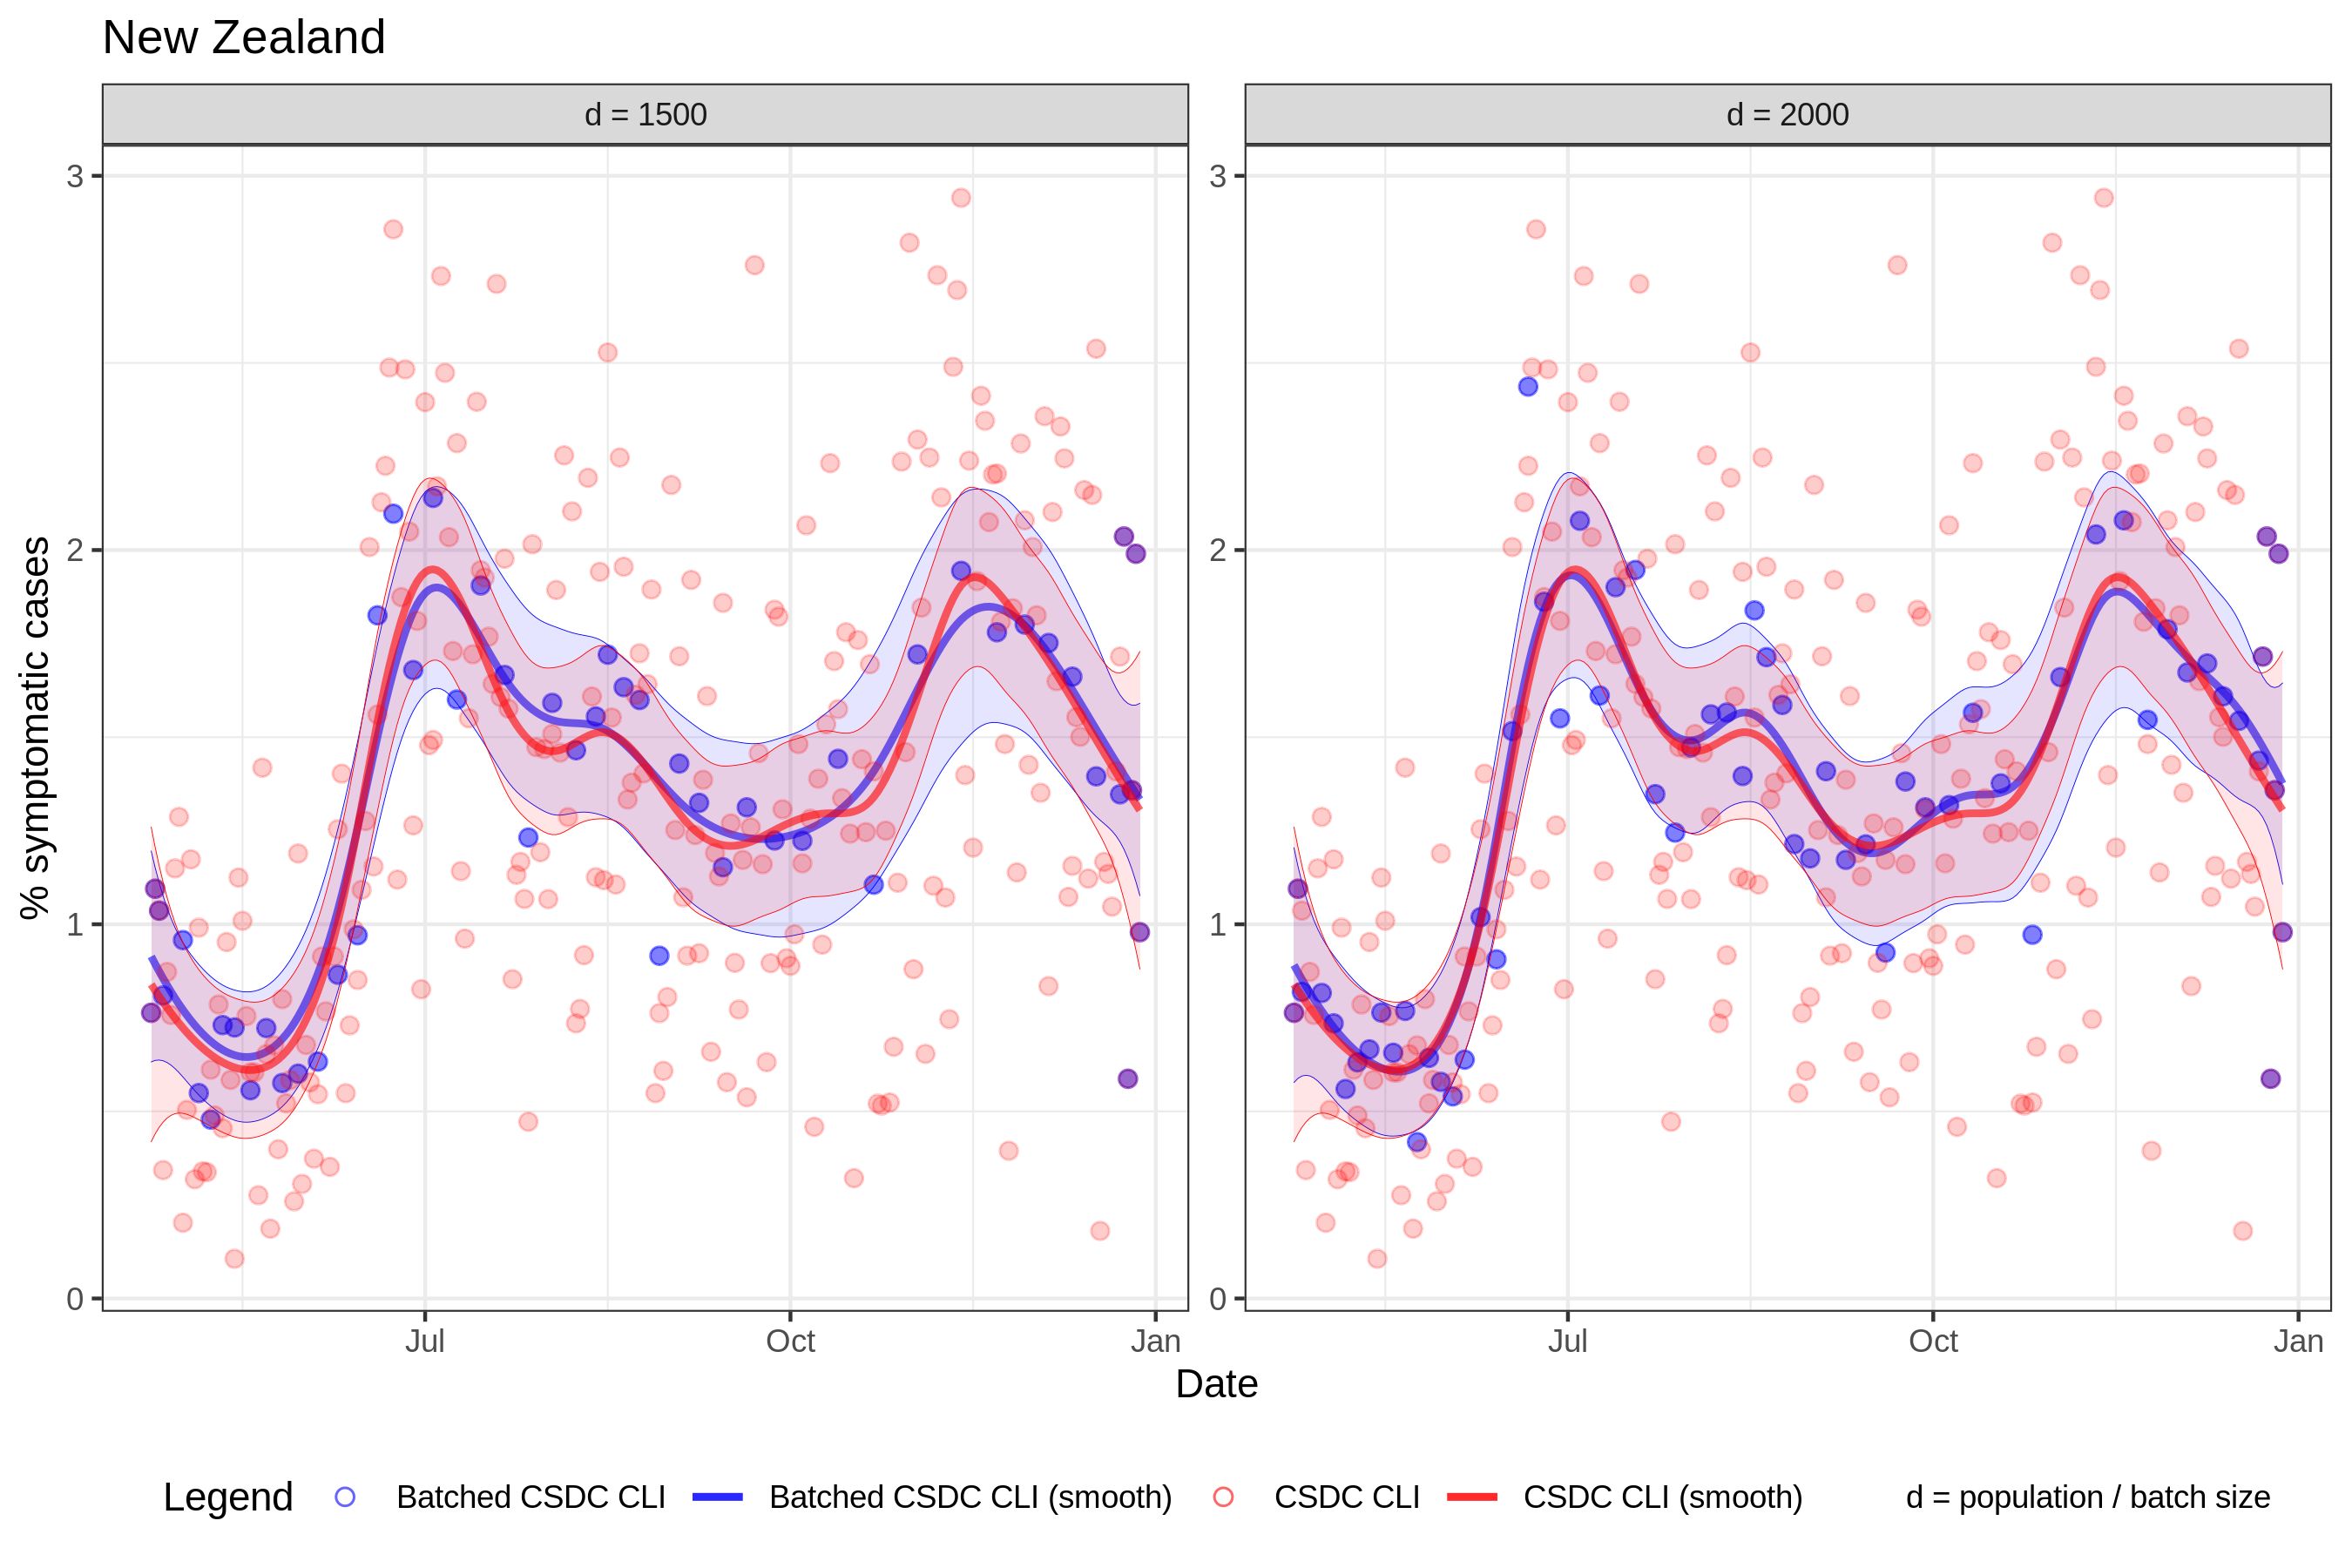 New Zealand
d = 1500
d = 2000
% symptomatic cases
3
2
1
0
3
2
1
0
Jul
Oct
Jan
Jul
Oct
Jan
Date
Legend
Batched CSDC CLI
Batched CSDC CLI (smooth)
CSDC CLI
CSDC CLI (smooth)
d = population / batch size